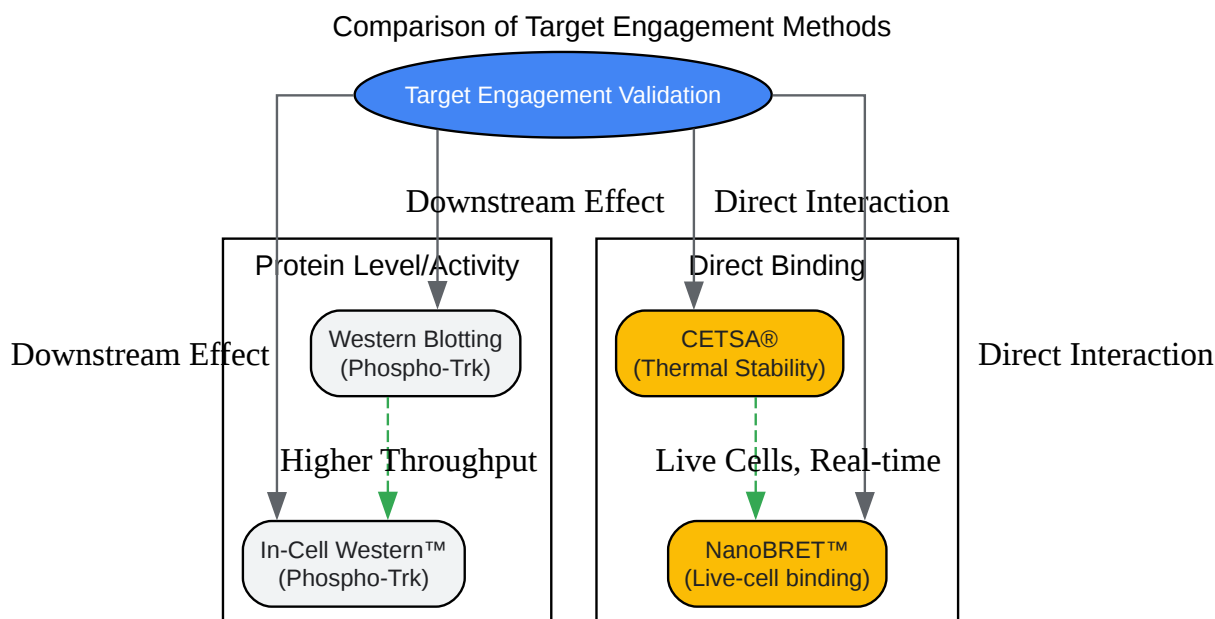 Comparison of Target Engagement Methods
Target Engagement Validation
Downstream Effect
Direct Interaction
Protein Level/Activity
Direct Binding
Western Blotting
(Phospho-Trk)
CETSA®
(Thermal Stability)
Downstream Effect
Direct Interaction
Higher Throughput
Live Cells, Real-time
In-Cell Western™
(Phospho-Trk)
NanoBRET™
(Live-cell binding)